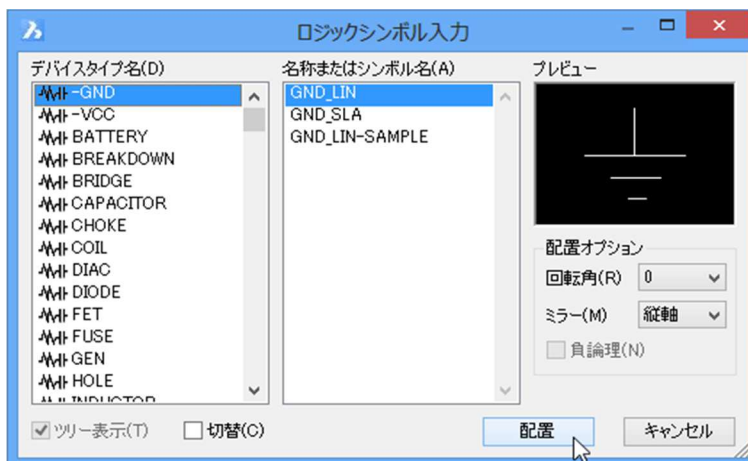 ロジックシンボル入力
デバイスタイプ名(D)
-GND
-VCC
BATTERY
BREAKDOWN
BRIDGE
CAPACITOR
CHOKE
COIL
DIAC
DIODE
FET
FUSE
GEN
HOLE
INDUCTOR
名称またはシンボル名(A)
GND_LIN
GND_SLA
GND_LIN-SAMPLE
プレビュー
配置オプション
回転角(R) 0
ミラー(M) 縦軸
負論理(N)
ツリー表示(T) 切替(C) 配置 キャンセル